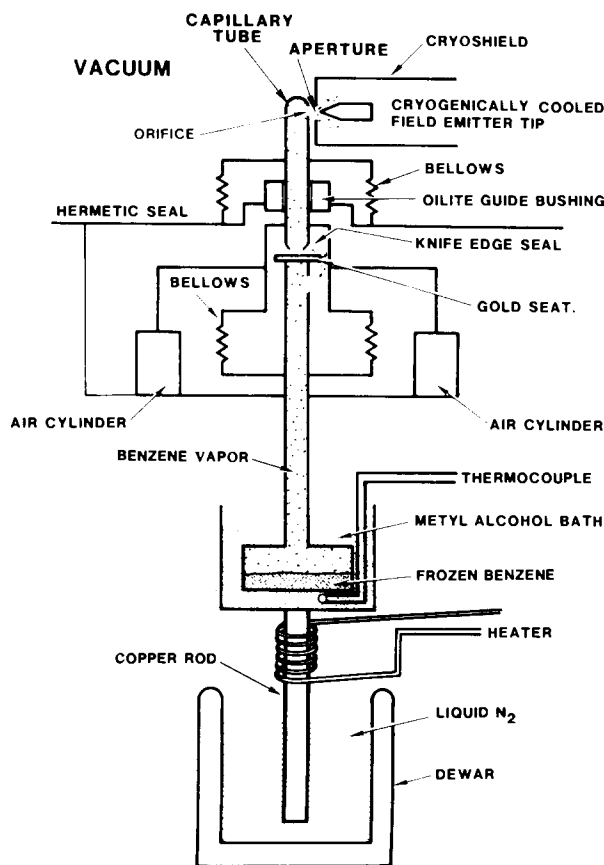 CAPILLARY
TUBE
APERTURE
CRYOSHIELD
VACUUM
CRYOGENICALLY COOLED
FIELD EMITTER TIP
ORIFICE
BELLOWS
OILITE GUIDE BUSHING
HERMETIC SEAL
KNIFE EDGE SEAL
BELLOWS
GOLD SEAT.
AIR CYLINDER
AIR CYLINDER
BENZENE VAPOR
THERMOCOUPLE
METYL ALCOHOL BATH
FROZEN BENZENE
HEATER
COPPER ROD
LIQUID N₂
DEWAR